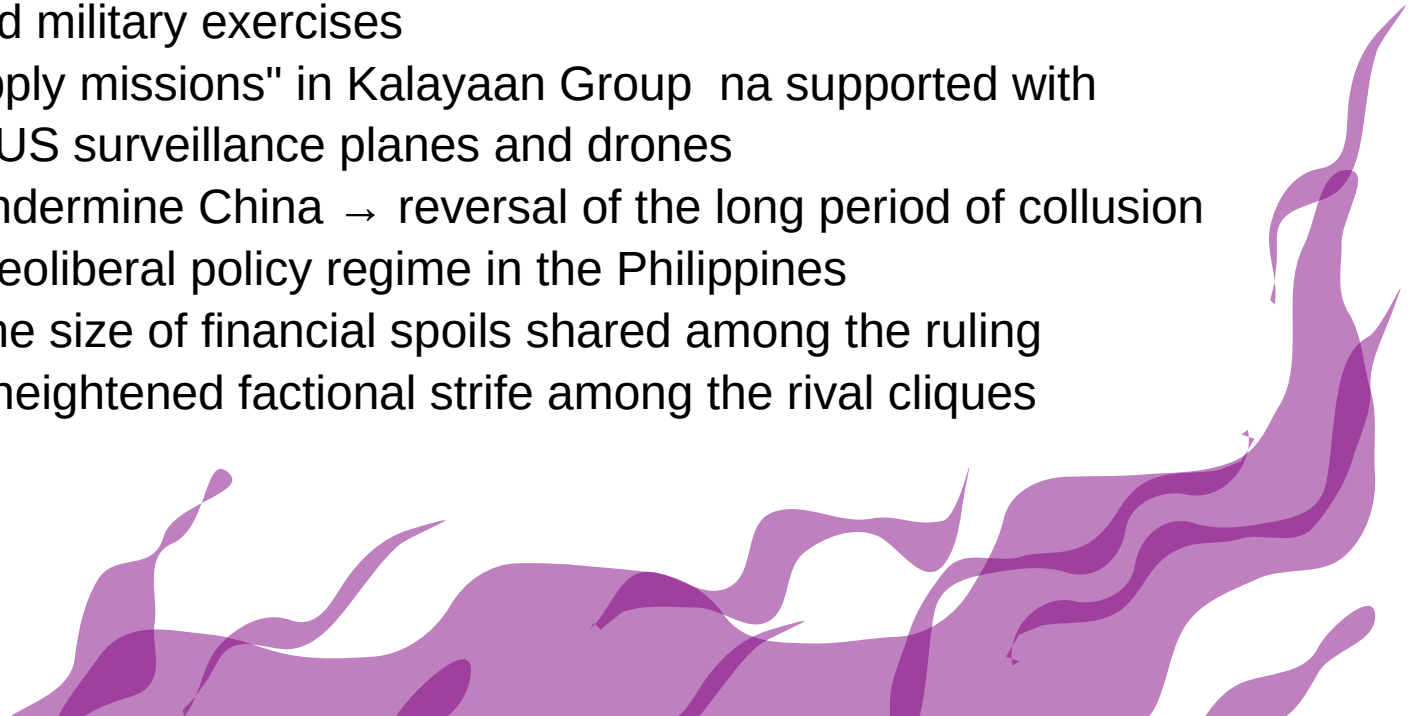 d military exercises
pply missions" in Kalayaan Group  na supported with
US surveillance planes and drones
ndermine China → reversal of the long period of collusion
eoliberal policy regime in the Philippines
he size of financial spoils shared among the ruling
heightened factional strife among the rival cliques